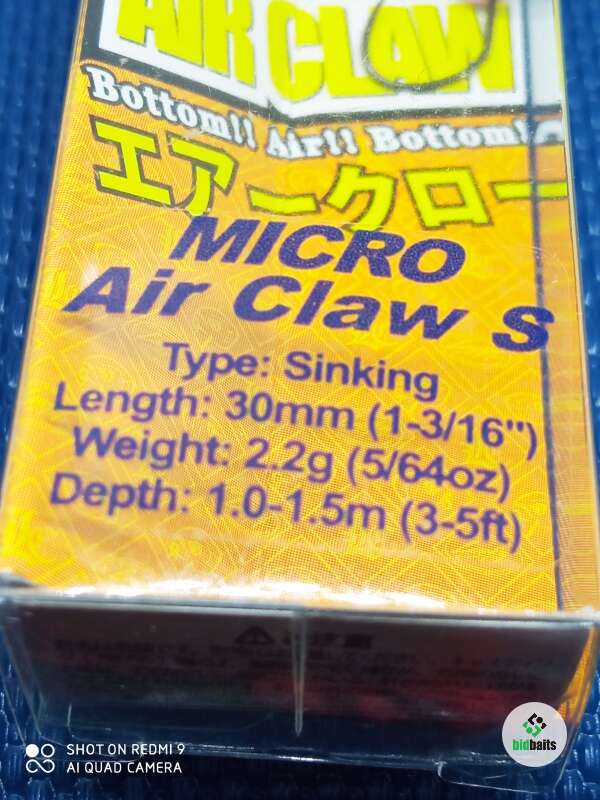 AIR CLAW
Bottom!! Air!! Bottom!
エアークロー
MICRO
Air Claw S
Type: Sinking
Length: 30mm (1-3/16")
Weight: 2.2g (5/64oz)
Depth: 1.0-1.5m (3-5ft)
bidbaits
SHOT ON REDMI 9
AI QUAD CAMERA